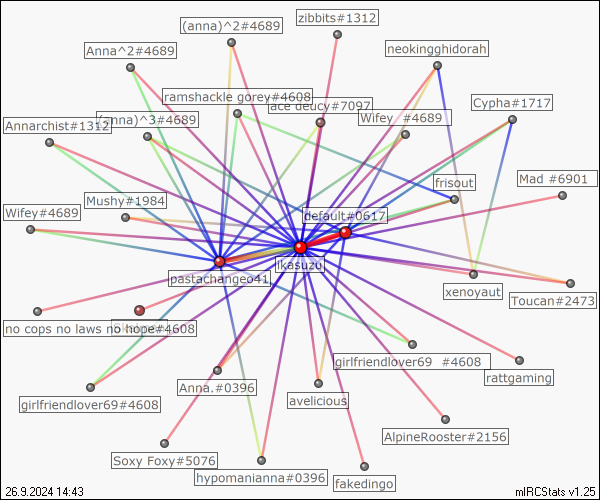 zibbits#1312
(anna)^2#4689
Anna^2#4689
neokingghidorah
ramshackle gorey#4608
ace deucy#7097
Cypha#1717
Annarchist#1312
(anna)^3#4689
Wifey #4689
frisout
Mad #6901
Mushy#1984
Wifey#4689
default#0617
ikasuzu
pastachangeo41
xenoyaut
Toucan#2473
no cops no laws no hope#4608
girlfriendlover69 #4608
rattgaming
Anna.#0396
avelicious
girlfriendlover69#4608
AlpineRooster#2156
Soxy Foxy#5076
hypomanianna#0396
fakedingo
26.9.2024 14:43
mIRCStats v1.25